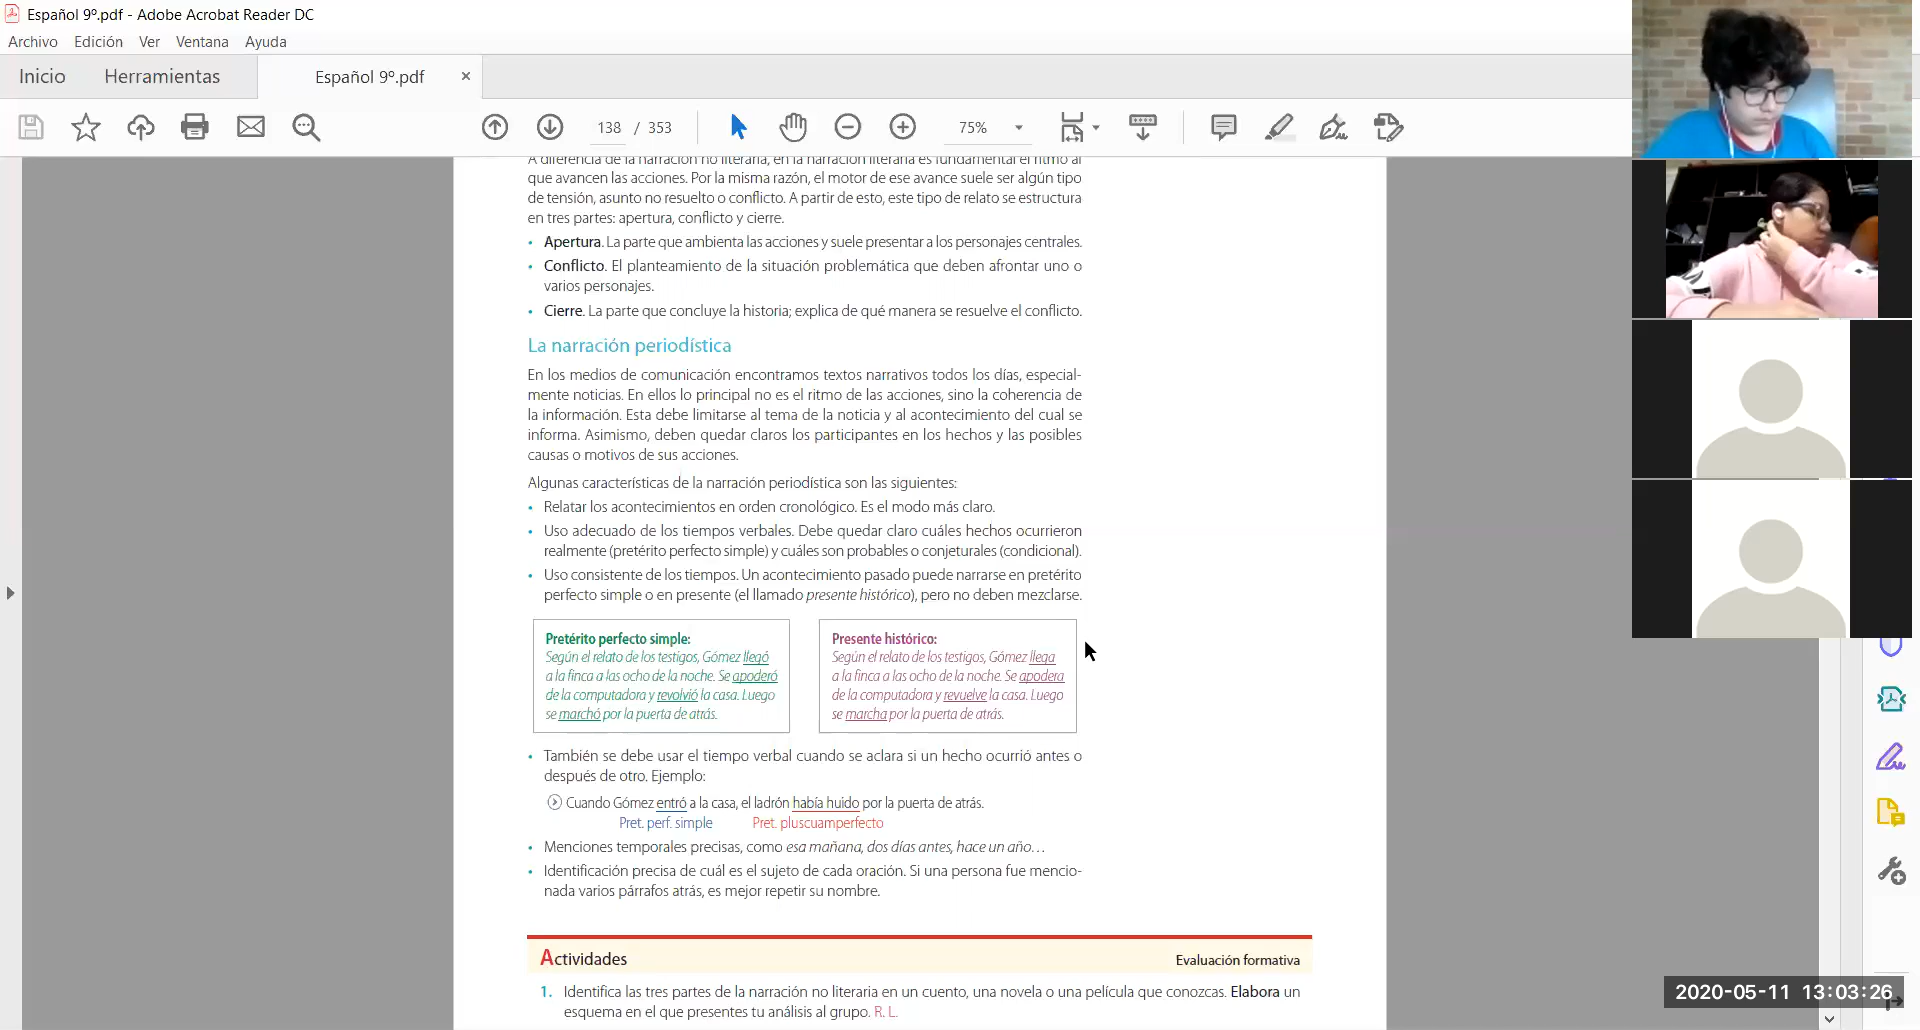 Español 9º.pdf - Adobe Acrobat Reader DC
Archivo Edición Ver Ventana Ayuda
Inicio Herramientas Español 9º.pdf ×
138 / 353 75%
A diferencia de la narración no literaria, en la narración literaria es fundamental el ritmo al
que avancen las acciones. Por la misma razón, el motor de ese avance suele ser algún tipo
de tensión, asunto no resuelto o conflicto. A partir de esto, este tipo de relato se estructura
en tres partes: apertura, conflicto y cierre.
• Apertura. La parte que ambienta las acciones y suele presentar a los personajes centrales.
• Conflicto. El planteamiento de la situación problemática que deben afrontar uno o
varios personajes.
• Cierre. La parte que concluye la historia; explica de qué manera se resuelve el conflicto.
La narración periodística
En los medios de comunicación encontramos textos narrativos todos los días, especial-
mente noticias. En ellos lo principal no es el ritmo de las acciones, sino la coherencia de
la información. Esta debe limitarse al tema de la noticia y al acontecimiento del cual se
informa. Asimismo, deben quedar claros los participantes en los hechos y las posibles
causas o motivos de sus acciones.
Algunas características de la narración periodística son las siguientes:
• Relatar los acontecimientos en orden cronológico. Es el modo más claro.
• Uso adecuado de los tiempos verbales. Debe quedar claro cuáles hechos ocurrieron
realmente (pretérito perfecto simple) y cuáles son probables o conjeturales (condicional).
• Uso consistente de los tiempos. Un acontecimiento pasado puede narrarse en pretérito
perfecto simple o en presente (el llamado presente histórico), pero no deben mezclarse.
Pretérito perfecto simple:
Según el relato de los testigos, Gómez llegó
a la finca a las ocho de la noche. Se apoderó
de la computadora y revolvió la casa. Luego
se marchó por la puerta de atrás.
Presente histórico:
Según el relato de los testigos, Gómez llega
a la finca a las ocho de la noche. Se apodera
de la computadora y revuelve la casa. Luego
se marcha por la puerta de atrás.
• También se debe usar el tiempo verbal cuando se aclara si un hecho ocurrió antes o
después de otro. Ejemplo:
Cuando Gómez entró a la casa, el ladrón había huido por la puerta de atrás.
Pret. perf. simple Pret. pluscuamperfecto
• Menciones temporales precisas, como esa mañana, dos días antes, hace un año…
• Identificación precisa de cuál es el sujeto de cada oración. Si una persona fue mencio-
nada varios párrafos atrás, es mejor repetir su nombre.
Actividades Evaluación formativa
1. Identifica las tres partes de la narración no literaria en un cuento, una novela o una película que conozcas. Elabora un
esquema en el que presentes tu análisis al grupo. R. L.
2020-05-11 13:03:26